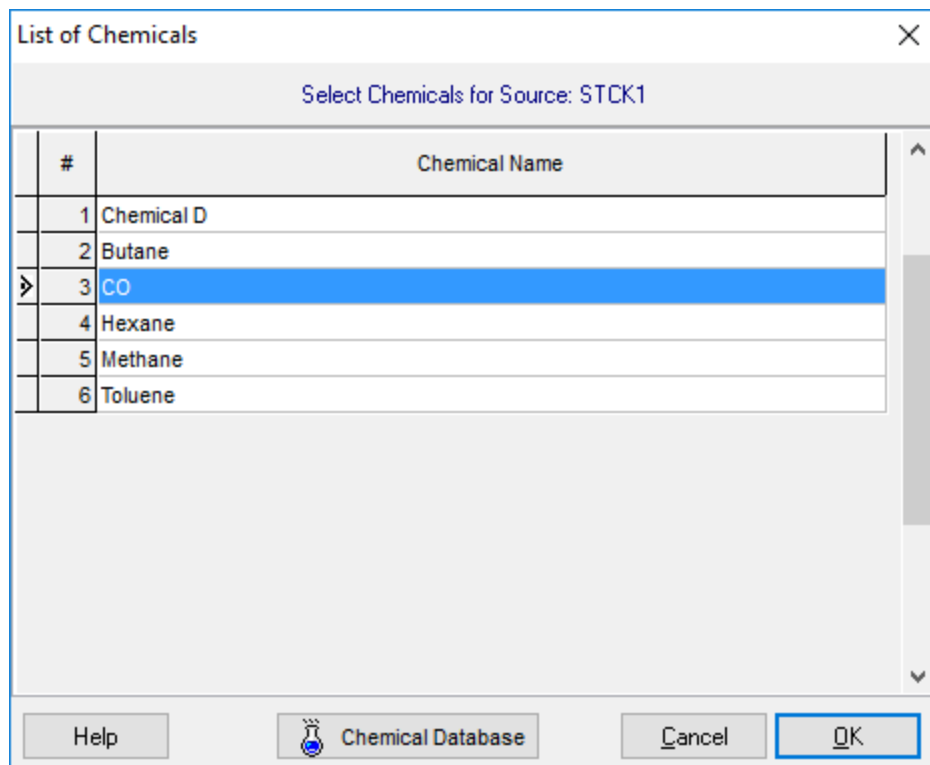 List of Chemicals
Select Chemicals for Source: STCK1
# Chemical Name
1 Chemical D
2 Butane
3 CO
4 Hexane
5 Methane
6 Toluene
Help Chemical Database Cancel OK